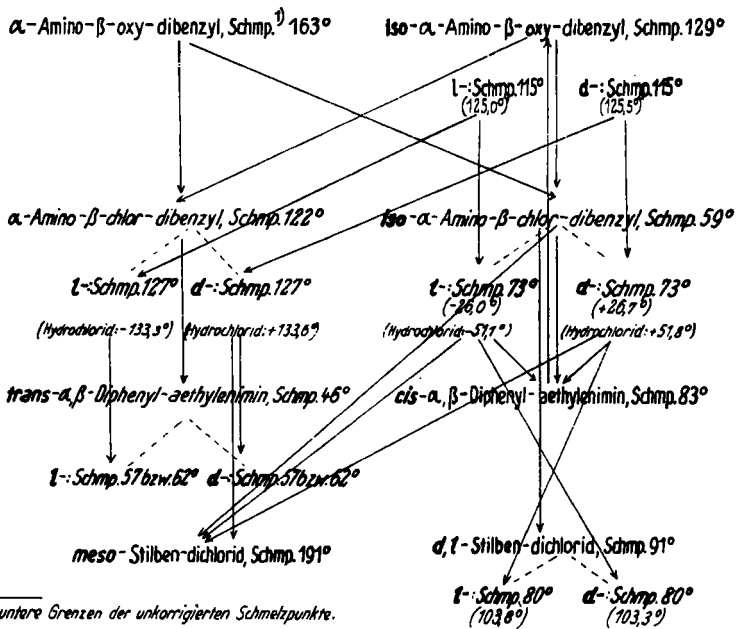 α-Amino-β-oxy-dibenzyl, Schmp.¹⁾ 163°
iso-α-Amino-β-oxy-dibenzyl, Schmp. 129°
l-: Schmp. 115°
(125,0°)
d-: Schmp. 115°
(125,5°)
α-Amino-β-chlor-dibenzyl, Schmp. 122°
iso-α-Amino-β-chlor-dibenzyl, Schmp. 59°
l-: Schmp. 127°
(Hydrochlorid: -133,3°)
d-: Schmp. 127°
(Hydrochlorid: +133,6°)
l-: Schmp. 73°
(-26,0°)
(Hydrochlorid: -51,1°)
d-: Schmp. 73°
(+26,7°)
(Hydrochlorid: +51,8°)
trans-α,β-Diphenyl-aethylenimin, Schmp. 46°
cis-α,β-Diphenyl-aethylenimin, Schmp. 83°
l-: Schmp. 57 bzw. 62°
d-: Schmp. 57 bzw. 62°
meso-Stilben-dichlorid, Schmp. 191°
d,l-Stilben-dichlorid, Schmp. 91°
l-: Schmp. 80°
(103,8°)
d-: Schmp. 80°
(103,3°)
untere Grenzen der unkorrigierten Schmelzpunkte.